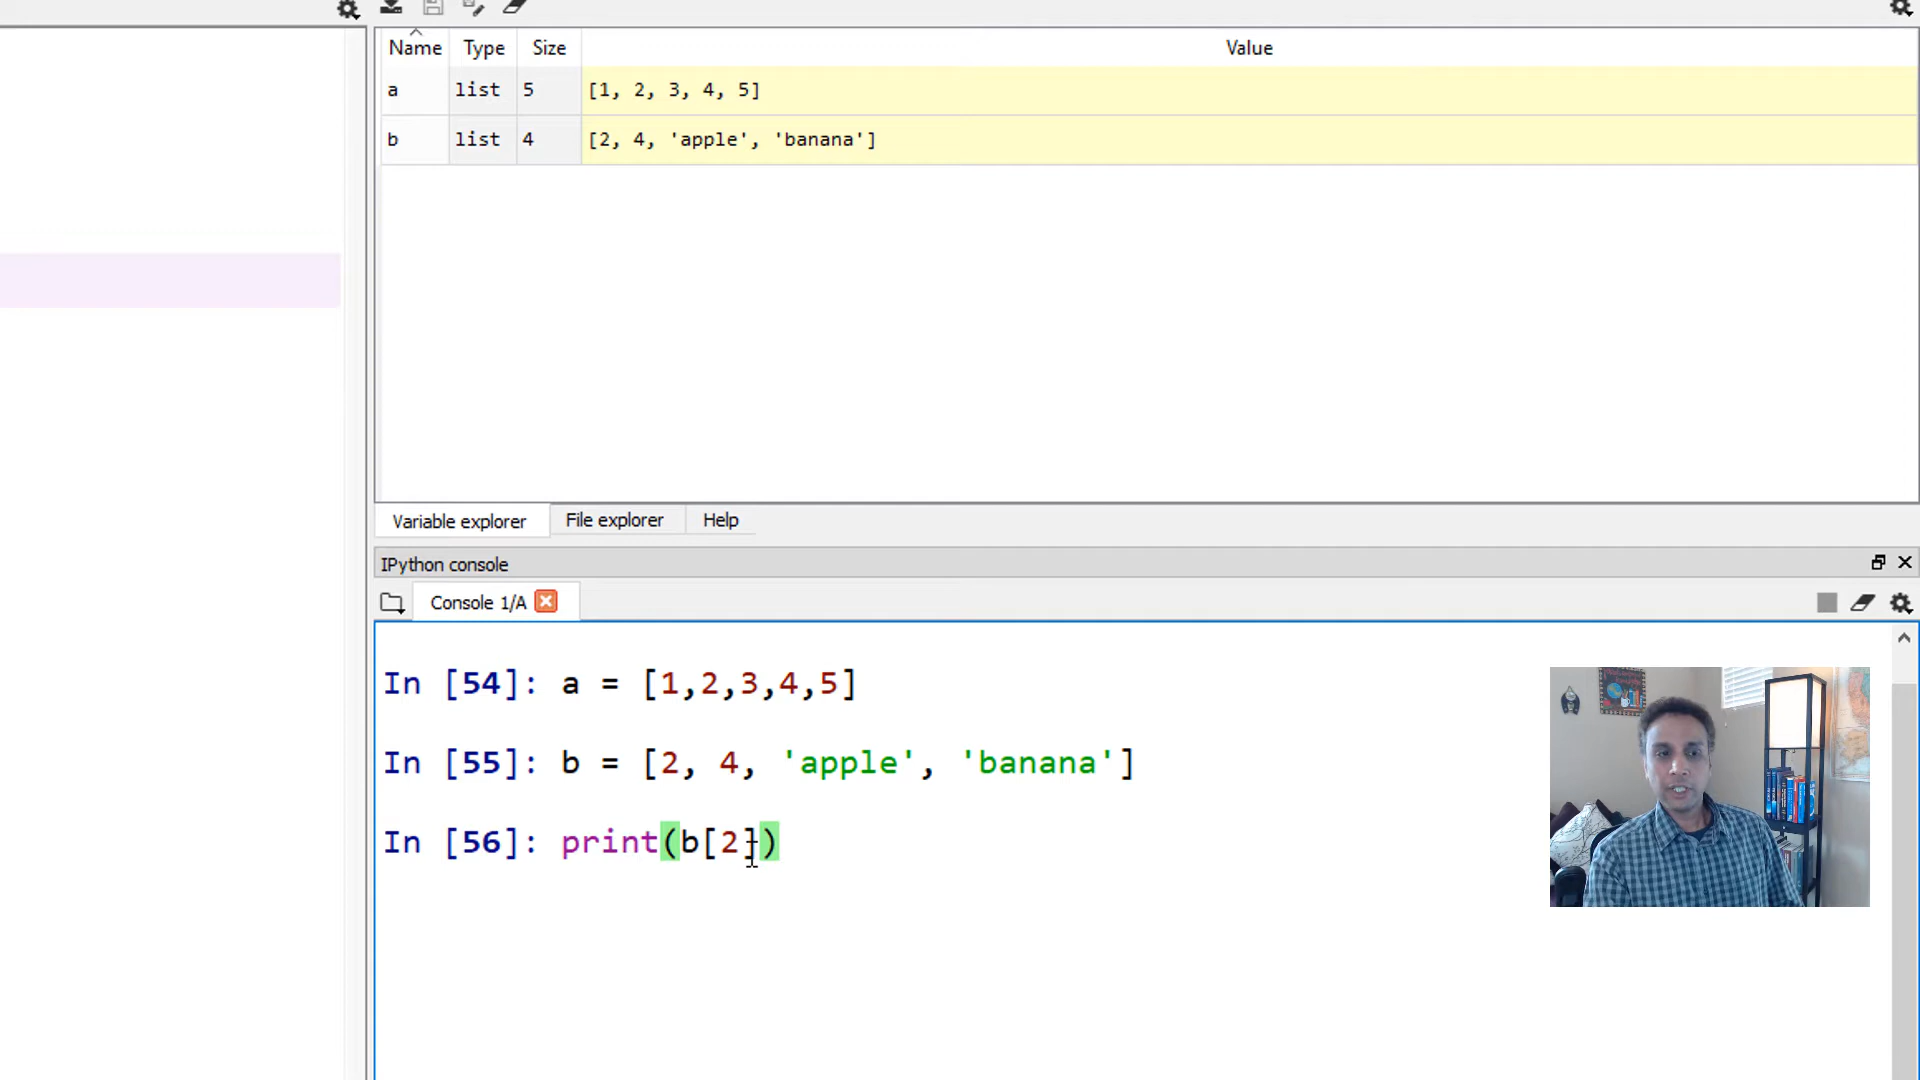 Name Type Size Value
a list 5 [1, 2, 3, 4, 5]
b list 4 [2, 4, 'apple', 'banana']
Variable explorer File explorer Help
IPython console
Console 1/A
In [54]: a = [1,2,3,4,5]
In [55]: b = [2, 4, 'apple', 'banana']
In [56]: print(b[2])